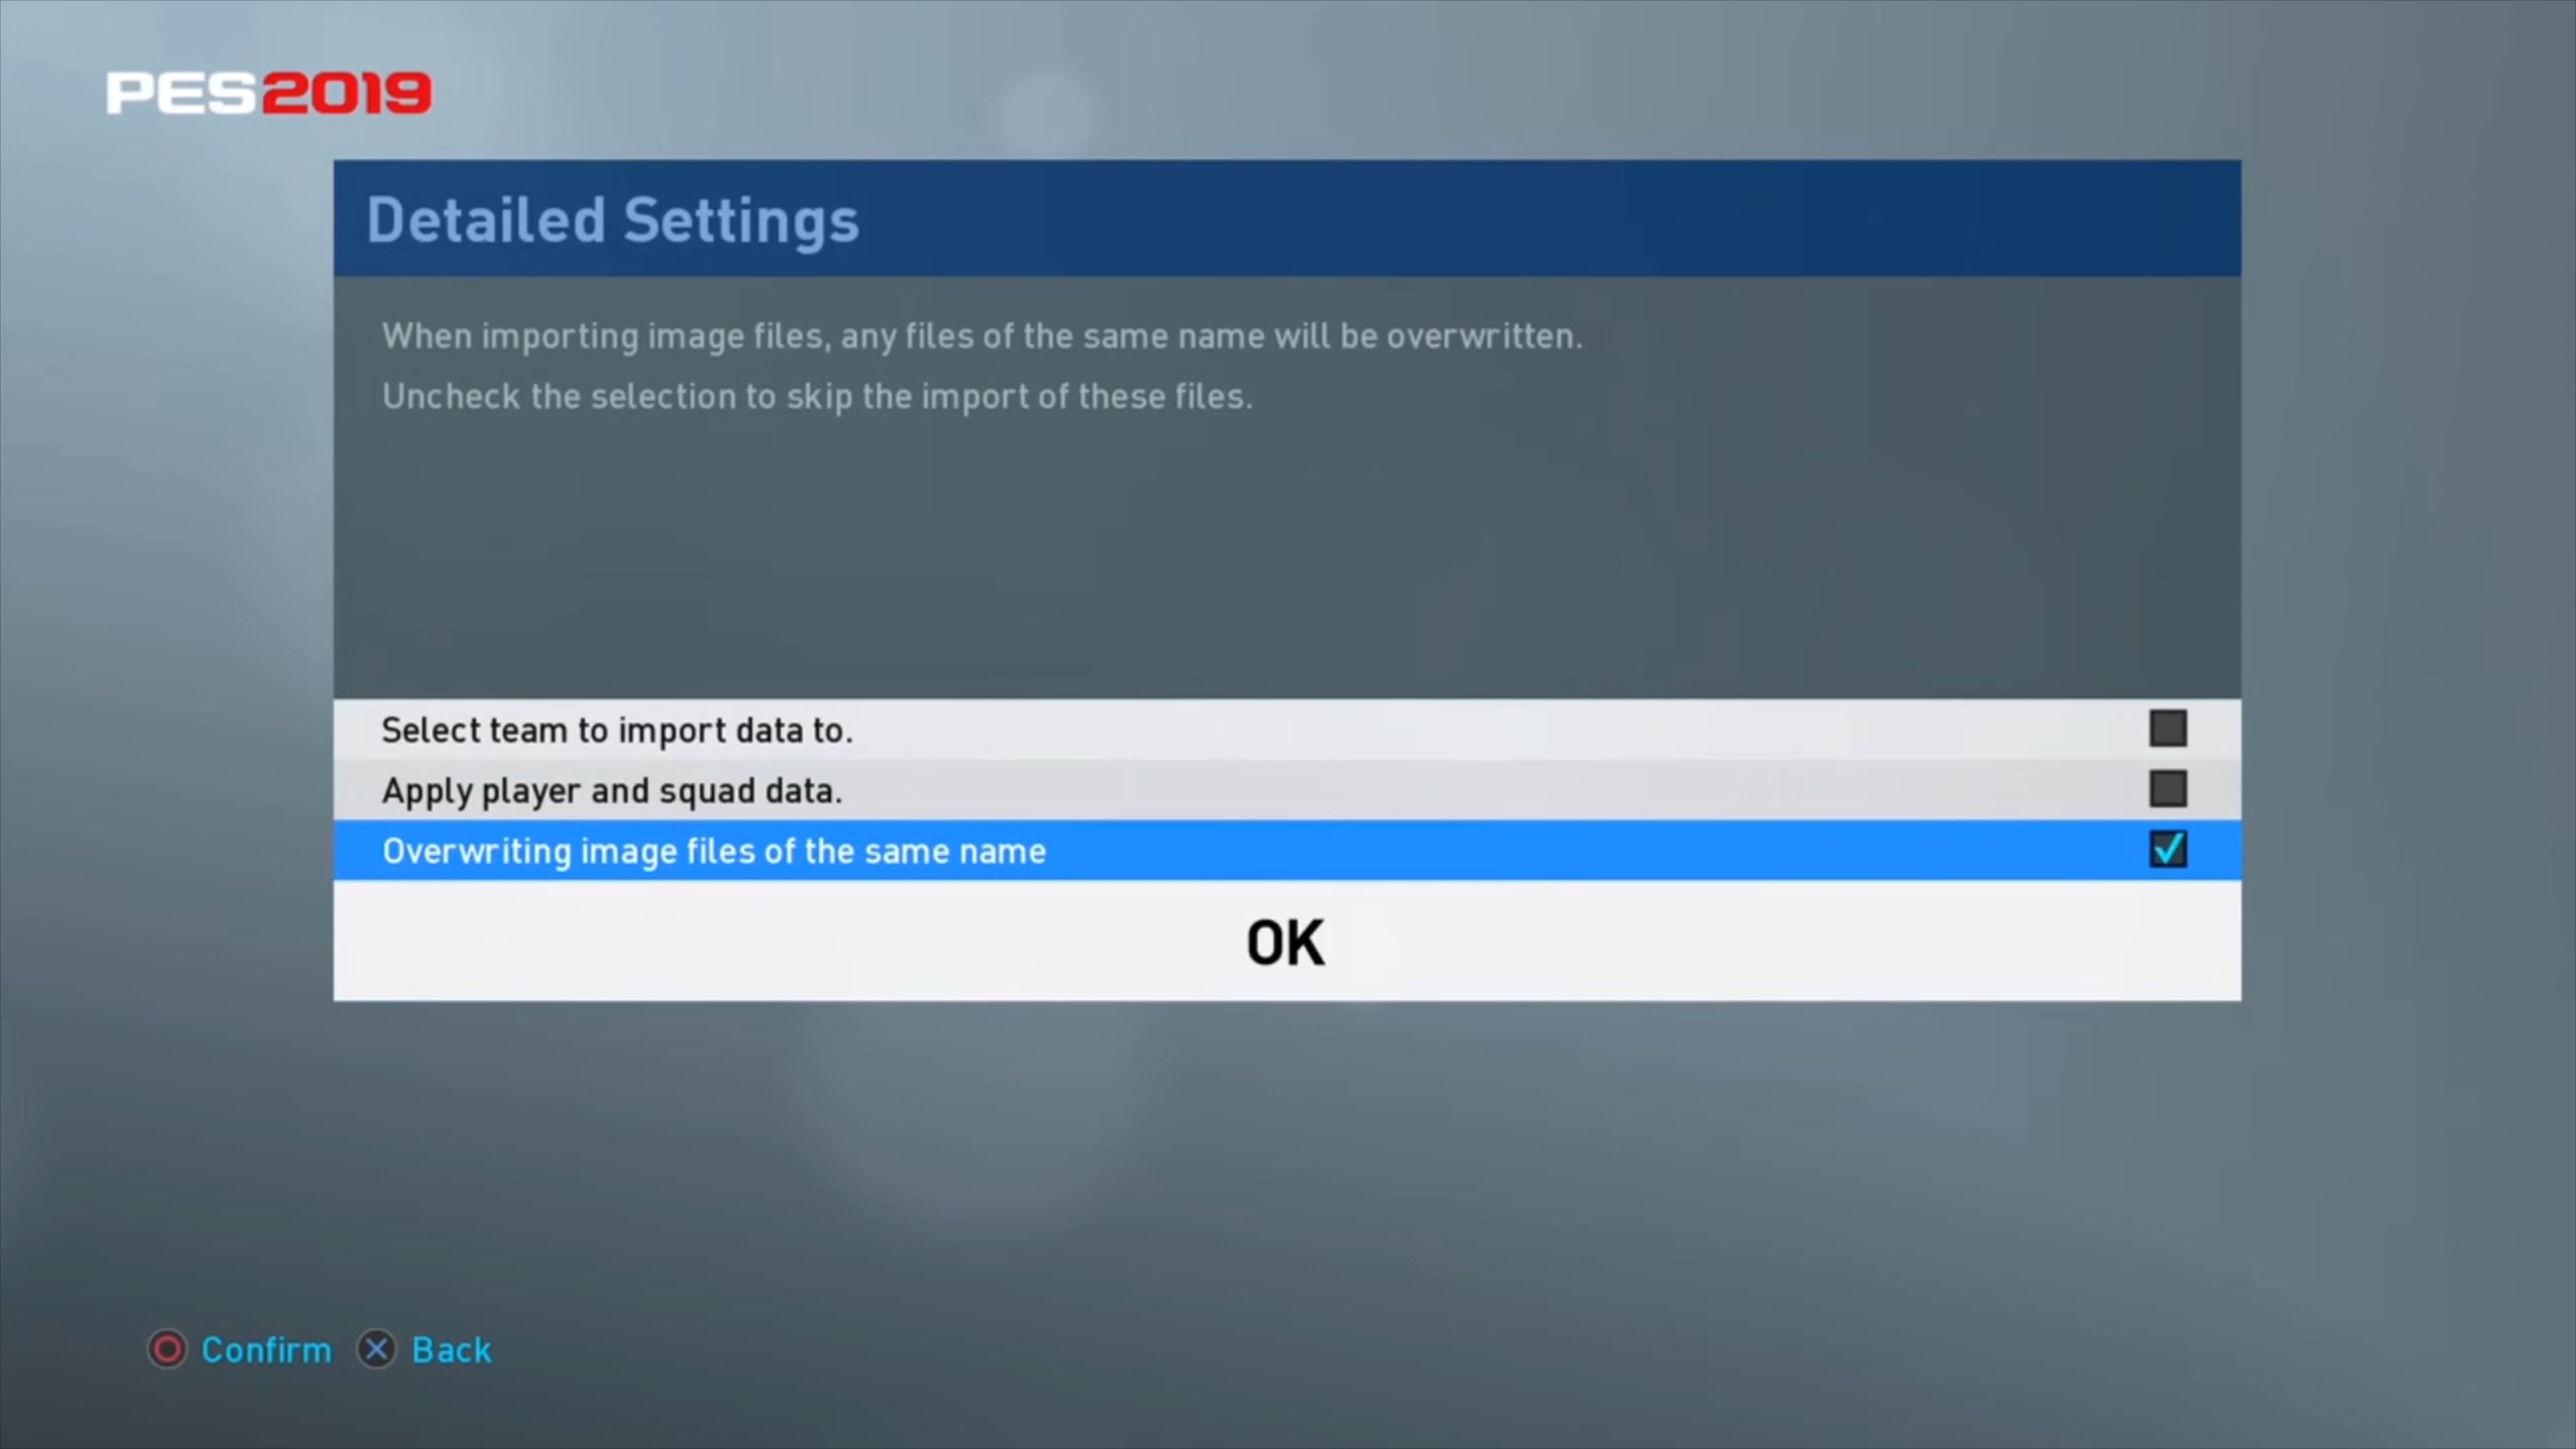 PES2019
Detailed Settings
When importing image files, any files of the same name will be overwritten.
Uncheck the selection to skip the import of these files.
Select team to import data to.
Apply player and squad data.
Overwriting image files of the same name
OK
Confirm Back